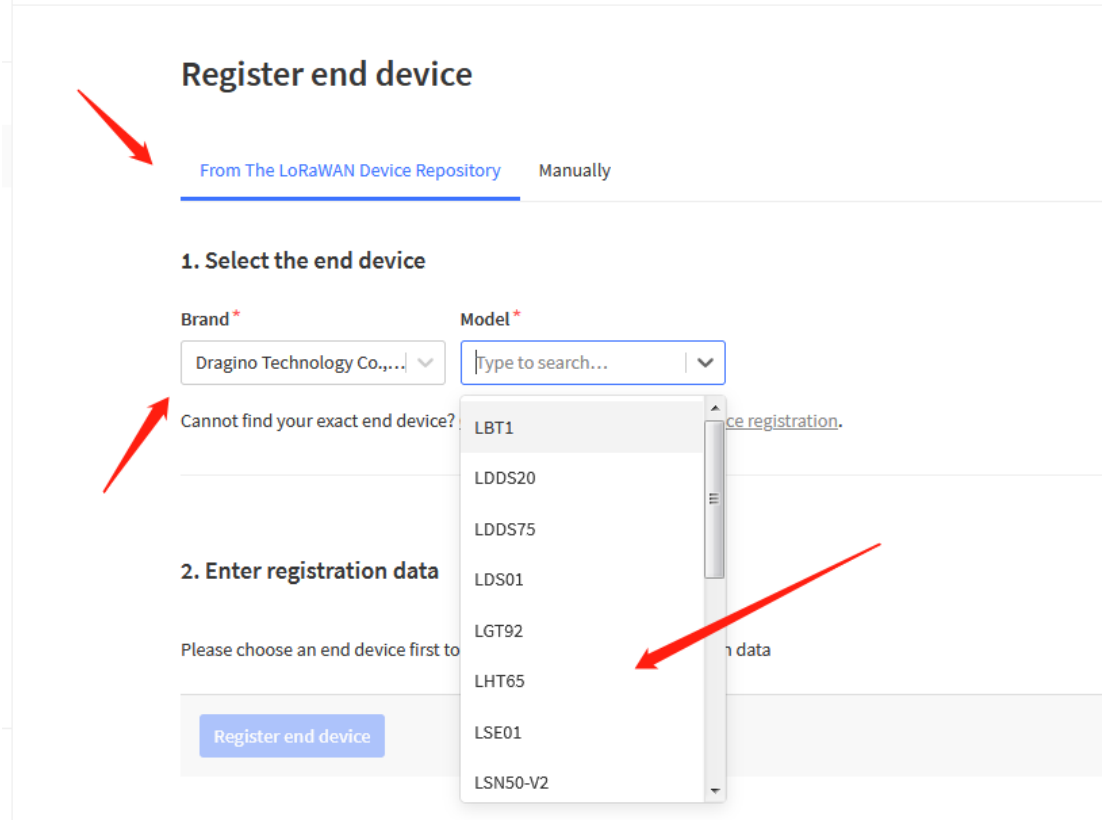 Register end device
From The LoRaWAN Device Repository Manually
1. Select the end device
Brand* Model*
Dragino Technology Co.,... Type to search...
Cannot find your exact end device? ce registration.
LBT1
LDDS20
LDDS75
LDS01
2. Enter registration data
LGT92
Please choose an end device first to n data
LHT65
LSE01
Register end device
LSN50-V2